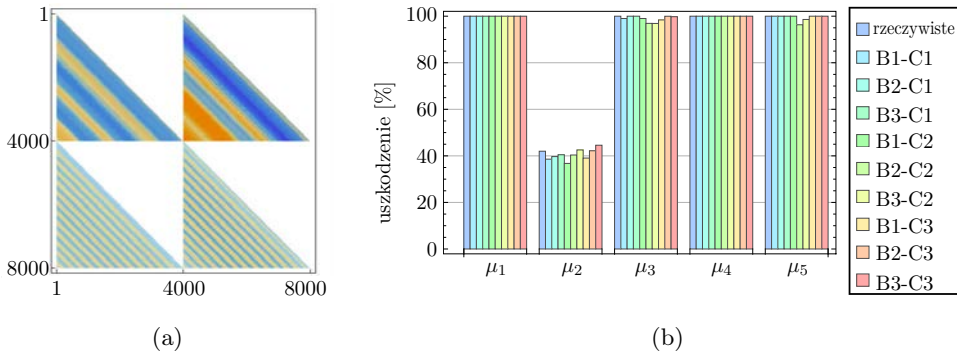 1
4000
8000
1 4000 8000
(a)
uszkodzenie [%]
100
80
60
40
20
0
μ1 μ2 μ3 μ4 μ5
(b)
rzeczywiste
B1-C1
B2-C1
B3-C1
B1-C2
B2-C2
B3-C2
B1-C3
B2-C3
B3-C3